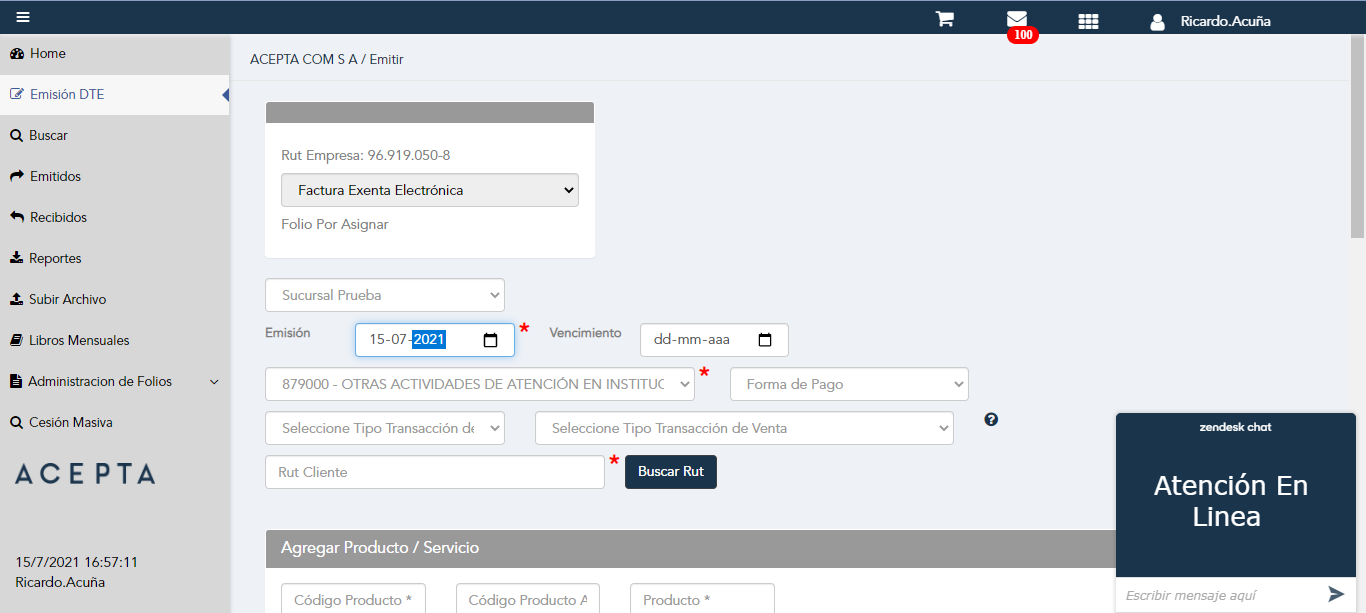 Ricardo.Acuña
100
Home
Emisión DTE
Buscar
Emitidos
Recibidos
Reportes
Subir Archivo
Libros Mensuales
Administracion de Folios
Cesión Masiva
ACEPTA
15/7/2021 16:57:11
Ricardo.Acuña
ACEPTA COM S A / Emitir
Rut Empresa: 96.919.050-8
Factura Exenta Electrónica
Folio Por Asignar
Sucursal Prueba
Emisión 15-07-2021 * Vencimiento dd-mm-aaa
879000 - OTRAS ACTIVIDADES DE ATENCIÓN EN INSTITUC * Forma de Pago
Seleccione Tipo Transacción de Seleccione Tipo Transacción de Venta ?
Rut Cliente * Buscar Rut
Agregar Producto / Servicio
Código Producto * Código Producto A Producto *
zendesk chat
Atención En
Linea
Escribir mensaje aquí